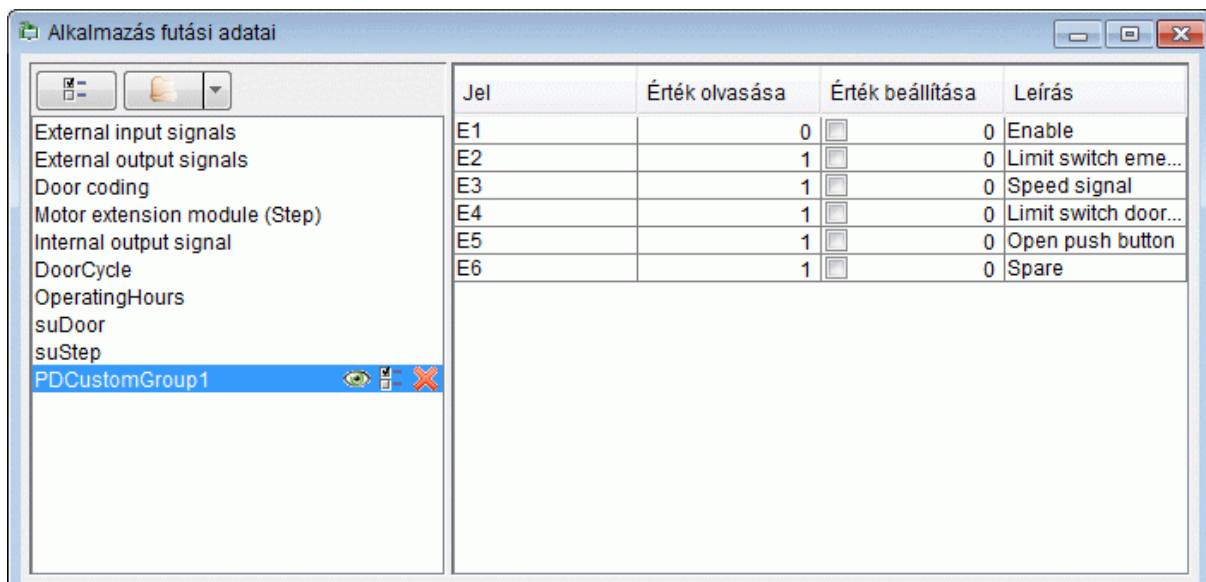 Alkalmazás futási adatai
External input signals
External output signals
Door coding
Motor extension module (Step)
Internal output signal
DoorCycle
OperatingHours
suDoor
suStep
PDCustomGroup1
Jel Érték olvasása Érték beállítása Leírás
E1 0 0 Enable
E2 1 0 Limit switch eme...
E3 1 0 Speed signal
E4 1 0 Limit switch door...
E5 1 0 Open push button
E6 1 0 Spare